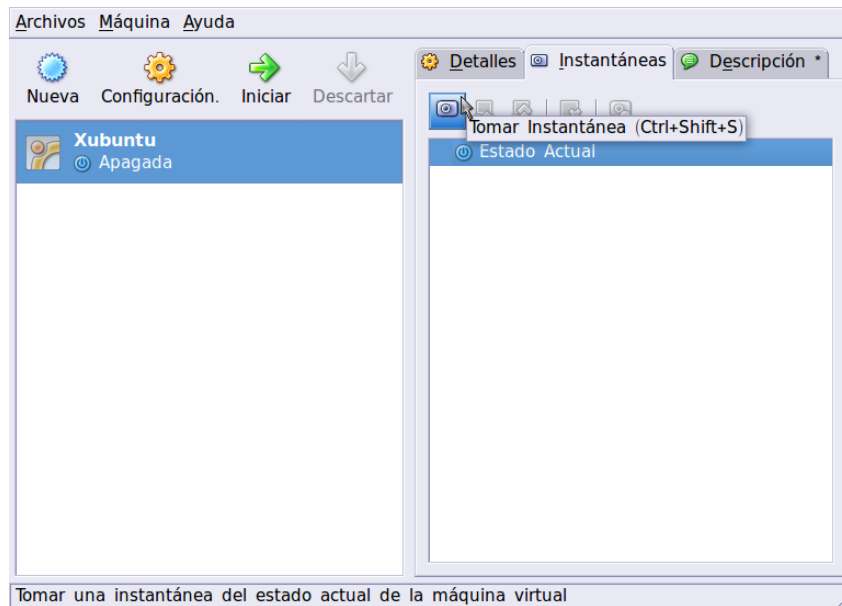 Archivos Máquina Ayuda
Nueva Configuración. Iniciar Descartar
Xubuntu
Apagada
Detalles Instantáneas Descripción *
Tomar Instantánea (Ctrl+Shift+S)
Estado Actual
Tomar una instantánea del estado actual de la máquina virtual